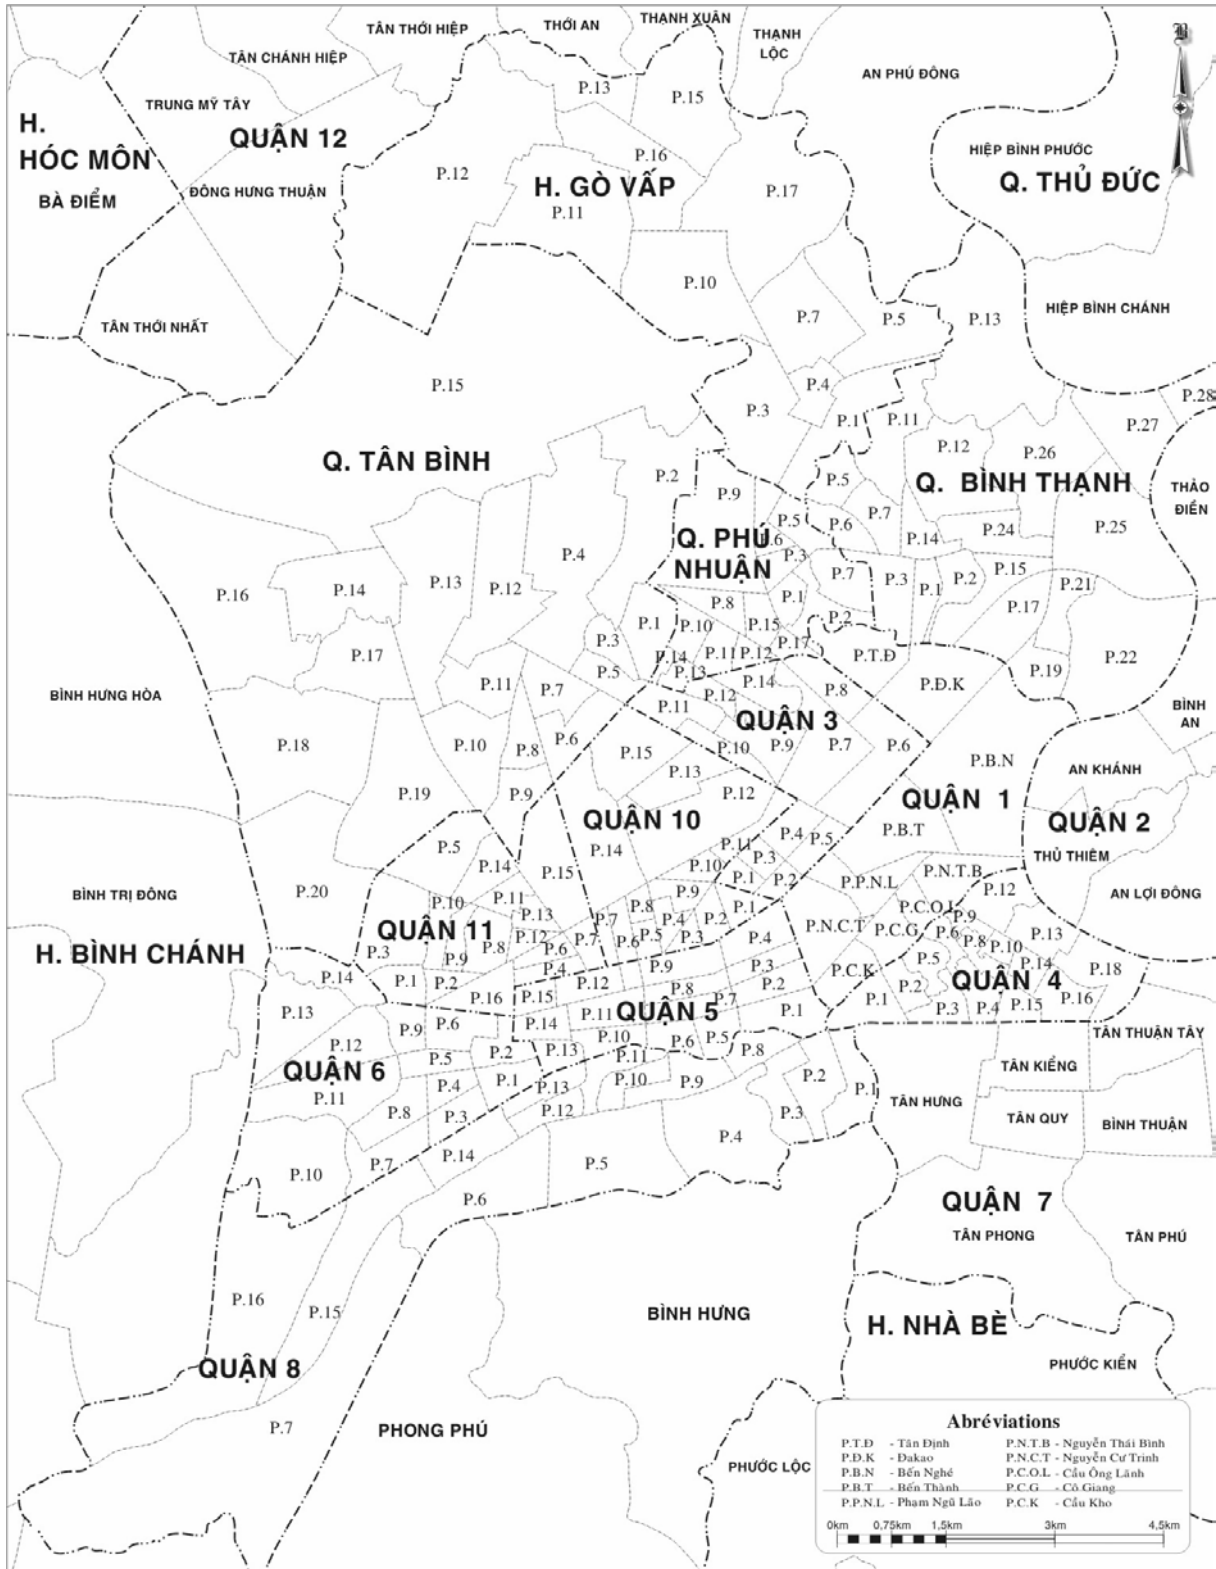 TÂN THỚI HIỆP
THỚI AN
THẠNH XUÂN
THẠNH
LỘC
B
TÂN CHÁNH HIỆP
AN PHÚ ĐÔNG
P.13
P.15
TRUNG MỸ TÂY
H.
HÓC MÔN
BÀ ĐIỂM
QUẬN 12
ĐÔNG HƯNG THUẬN
P.12
P.16
H. GÒ VẤP
P.11
P.17
HIỆP BÌNH PHƯỚC
Q. THỦ ĐỨC
P.10
TÂN THỚI NHẤT
P.7
P.5
P.13
HIỆP BÌNH CHÁNH
P.15
P.4
P.3
P.1
P.11
P.27
P.28
Q. TÂN BÌNH
P.2
P.9
P.5
P.12
P.26
Q. BÌNH THẠNH
THẢO
ĐIỀN
P.4
Q. PHÚ
NHUẬN
P.5
P.6
P.6
P.7
P.3
P.14
P.24
P.25
P.16
P.14
P.13
P.12
P.8
P.1
P.7
P.3
P.1
P.2
P.15
P.21
P.17
P.17
P.3
P.1
P.10
P.15
P.2
P.5
P.14
P.13
P.11
P.12
P.17
P.T.Đ
P.19
P.22
BÌNH HƯNG HÒA
P.11
P.7
P.11
P.12
P.14
P.8
P.Đ.K
BÌNH
AN
QUẬN 3
P.18
P.10
P.8
P.6
P.15
P.13
P.10
P.9
P.7
P.6
P.B.N
AN KHÁNH
P.19
P.9
P.12
QUẬN 10
P.14
QUẬN 1
QUẬN 2
P.5
P.14
P.15
P.11
P.4
P.5
P.B.T
THỦ THIÊM
P.10
P.3
P.1
P.2
P.P.N.L
P.N.T.B
P.12
AN LỢI ĐÔNG
BÌNH TRỊ ĐÔNG
P.20
P.10
P.11
P.13
P.7
P.8
P.9
P.4
P.2
P.1
P.C.O.L
P.9
H. BÌNH CHÁNH
QUẬN 11
P.3
P.9
P.8
P.12
P.6
P.7
P.6
P.5
P.3
P.4
P.N.C.T
P.C.G
P.6
P.8
P.10
P.13
P.14
P.1
P.2
P.4
P.12
P.9
P.3
P.C.K
P.5
P.14
P.18
P.13
P.16
P.15
P.8
P.7
P.2
P.1
P.2
QUẬN 4
P.16
P.9
P.6
P.14
P.11
QUẬN 5
P.1
P.3
P.4
P.15
P.12
P.5
P.2
P.13
P.10
P.6
P.5
P.8
TÂN THUẬN TÂY
QUẬN 6
P.4
P.1
P.11
P.13
P.10
P.9
P.2
P.1
TÂN KIỂNG
P.11
P.8
P.3
P.12
P.3
TÂN HƯNG
TÂN QUY
BÌNH THUẬN
P.10
P.7
P.14
P.5
P.4
P.6
QUẬN 7
TÂN PHONG
TÂN PHÚ
P.16
P.15
BÌNH HƯNG
H. NHÀ BÈ
PHƯỚC KIỂN
QUẬN 8
P.7
PHONG PHÚ
PHƯỚC LỘC
Abréviations
P.T.Đ - Tân Định
P.Đ.K - Đakao
P.B.N - Bến Nghé
P.B.T - Bến Thành
P.P.N.L - Phạm Ngũ Lão
P.N.T.B - Nguyễn Thái Bình
P.N.C.T - Nguyễn Cư Trinh
P.C.O.L - Cầu Ông Lãnh
P.C.G - Cô Giang
P.C.K - Cầu Kho
0km 0,75km 1,5km 3km 4,5km